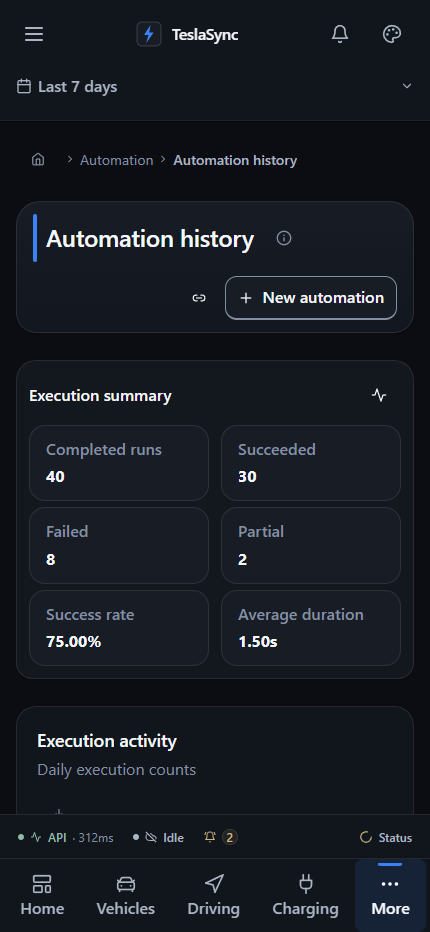 TeslaSync
Last 7 days
Automation
Automation history
Automation history
New automation
Execution summary
Completed runs
40
Succeeded
30
Failed
8
Partial
2
Success rate
75.00%
Average duration
1.50s
Execution activity
Daily execution counts
API · 312ms
Idle
2
Status
Home
Vehicles
Driving
Charging
More